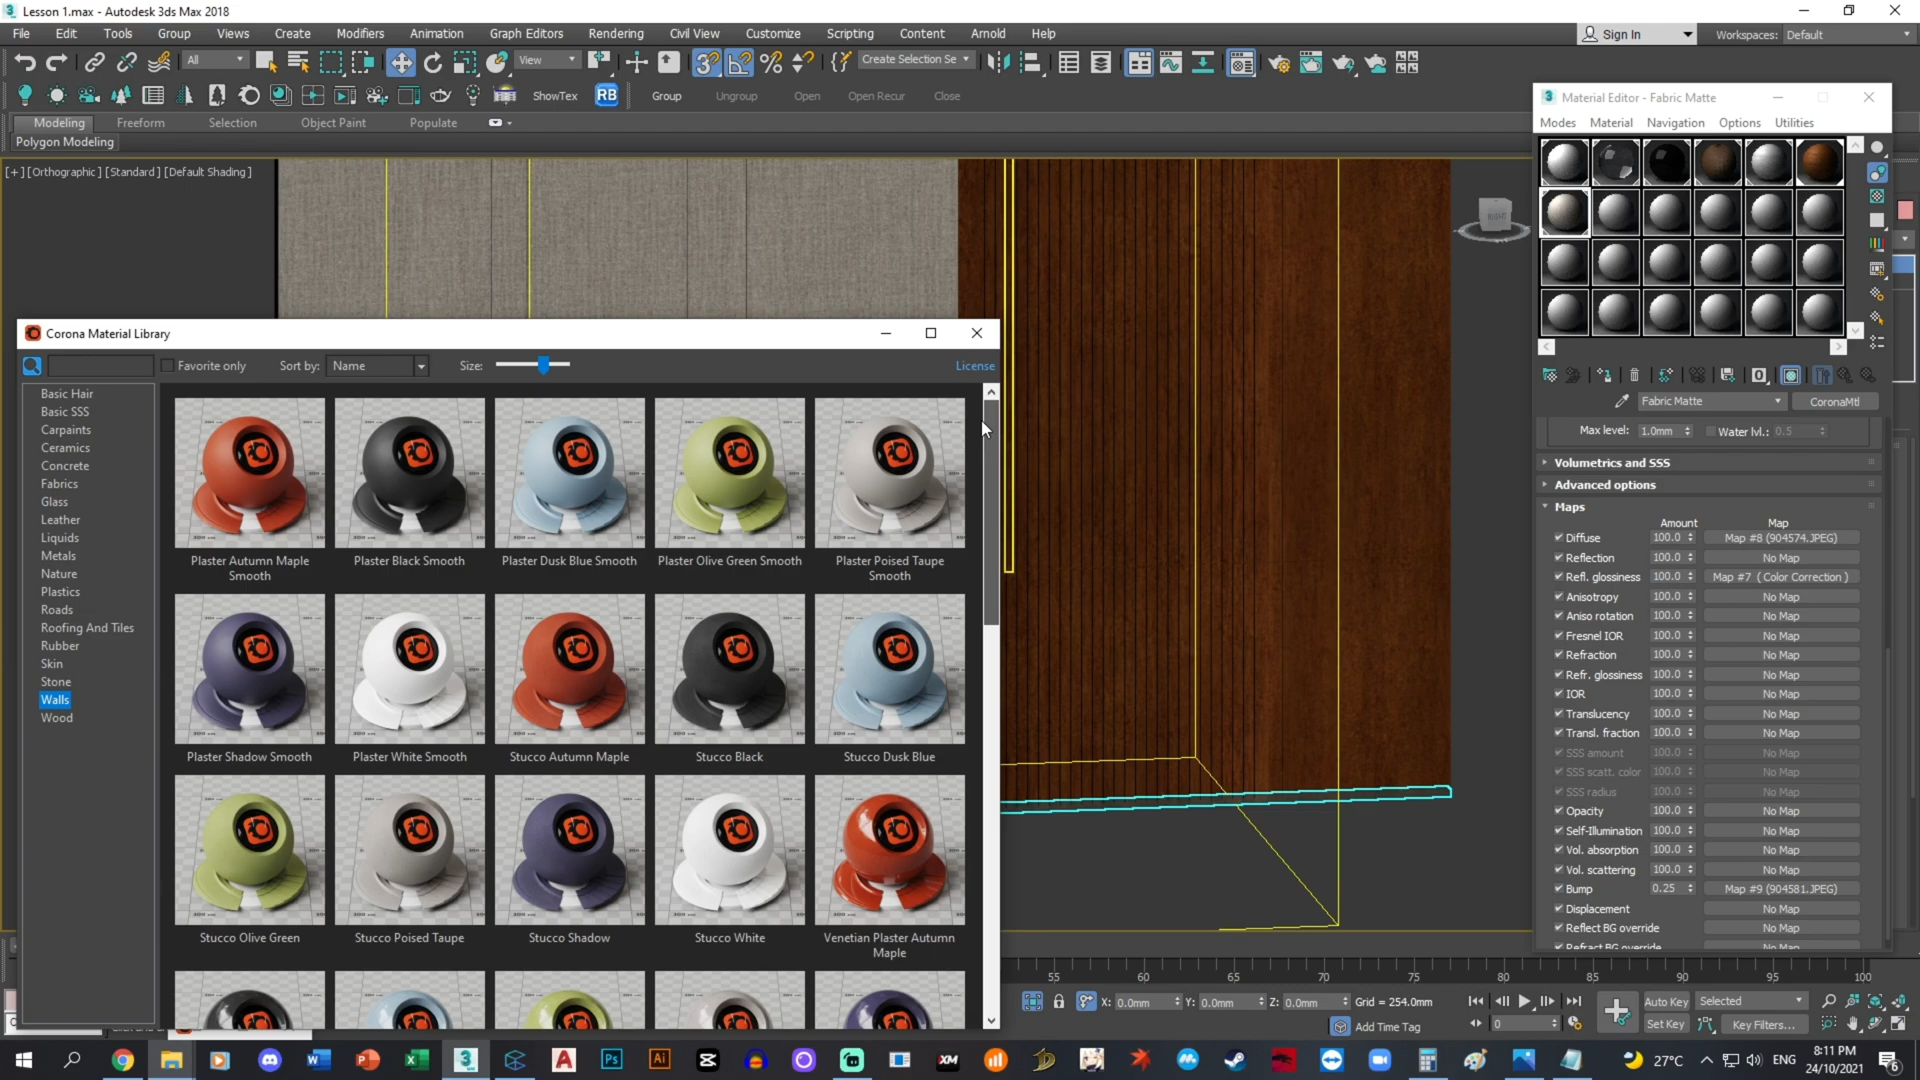 Lesson 1.max - Autodesk 3ds Max 2018
File Edit Tools Group Views Create Modifiers Animation Graph Editors Rendering Civil View Customize Scripting Content Arnold Help
Sign In Workspaces: Default
All View Create Selection Se
ShowTex RB Group Ungroup Open Open Recur Close
Modeling Freeform Selection Object Paint Populate
Polygon Modeling
[+] [Orthographic ] [Standard ] [Default Shading ]
RIGHT
Material Editor - Fabric Matte
Modes Material Navigation Options Utilities
Fabric Matte CoronaMtl
Max level: 1.0mm Water lvl.: 0.5
Volumetrics and SSS
Advanced options
Maps
Amount Map
Diffuse 100.0 Map #8 (904574.JPEG)
Reflection 100.0 No Map
Refl. glossiness 100.0 Map #7 ( Color Correction )
Anisotropy 100.0 No Map
Aniso rotation 100.0 No Map
Fresnel IOR 100.0 No Map
Refraction 100.0 No Map
Refr. glossiness 100.0 No Map
IOR 100.0 No Map
Translucency 100.0 No Map
Transl. fraction 100.0 No Map
SSS amount 100.0 No Map
SSS scatt. color 100.0 No Map
SSS radius 100.0 No Map
Opacity 100.0 No Map
Self-Illumination 100.0 No Map
Vol. absorption 100.0 No Map
Vol. scattering 100.0 No Map
Bump 0.25 Map #9 (904581.JPEG)
Displacement No Map
Reflect BG override No Map
Refract BG override No Map
Corona Material Library
Favorite only Sort by: Name Size: License
Basic Hair
Basic SSS
Carpaints
Ceramics
Concrete
Fabrics
Glass
Leather
Liquids
Metals
Nature
Plastics
Roads
Roofing And Tiles
Rubber
Skin
Stone
Walls
Wood
Plaster Autumn Maple Smooth
Plaster Black Smooth
Plaster Dusk Blue Smooth
Plaster Olive Green Smooth
Plaster Poised Taupe Smooth
Plaster Shadow Smooth
Plaster White Smooth
Stucco Autumn Maple
Stucco Black
Stucco Dusk Blue
Stucco Olive Green
Stucco Poised Taupe
Stucco Shadow
Stucco White
Venetian Plaster Autumn Maple
55 60 65 70 75 80 85 90 95 100
X: 0.0mm Y: 0.0mm Z: 0.0mm Grid = 254.0mm
Auto Key Selected
Add Time Tag 0 Set Key Key Filters...
27°C ENG
8:11 PM
24/10/2021
6